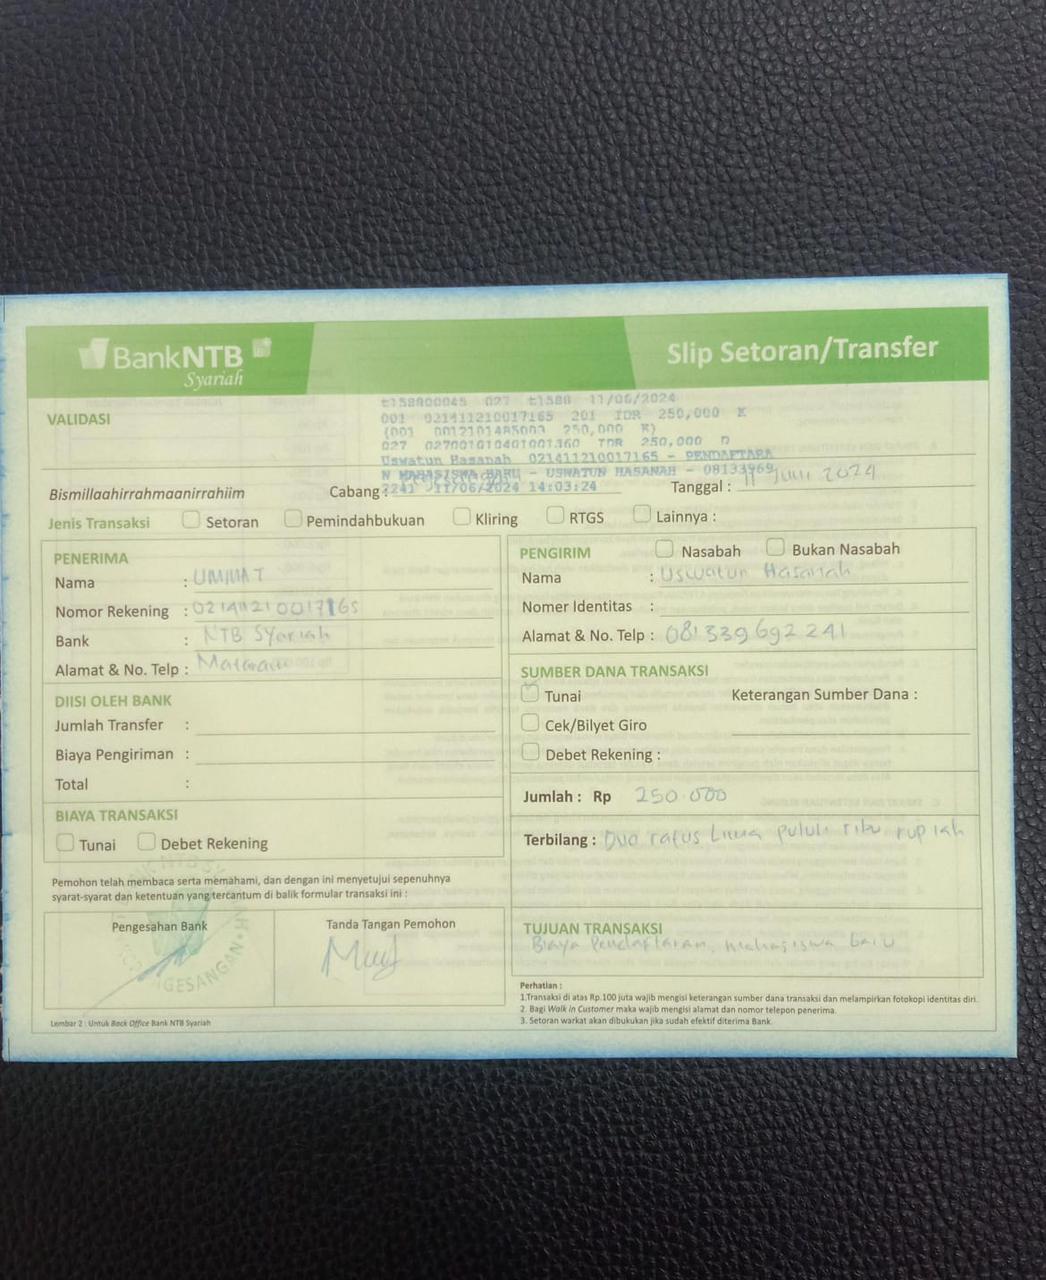 BankNTB
Syariah
Slip Setoran/Transfer
VALIDASI
t158800045 027 t1588 11/06/2024
001 021411210017165 201 IDR 250,000 K
(001 0012101485003 250,000 K)
027 027001010401001360 IDR 250,000 D
Uswatun Hasanah 021411210017165 - PENDAFTARA
N MAHASISWA BARU - USWATUN HASANAH - 08133969
2241 11/06/2024 14:03:24
Bismillaahirrahmaanirrahiim
Cabang :
Tanggal : 11 Juni 2024
Jenis Transaksi Setoran Pemindahbukuan Kliring RTGS Lainnya :
PENERIMA
Nama : UMMAT
Nomor Rekening : 021411210017165
Bank : NTB Syariah
Alamat & No. Telp : Mataram
DIISI OLEH BANK
Jumlah Transfer :
Biaya Pengiriman :
Total :
BIAYA TRANSAKSI
Tunai Debet Rekening
Pemohon telah membaca serta memahami, dan dengan ini menyetujui sepenuhnya
syarat-syarat dan ketentuan yang tercantum di balik formular transaksi ini :
Pengesahan Bank
Tanda Tangan Pemohon
Lembar 2 : Untuk Back Office Bank NTB Syariah
PENGIRIM Nasabah Bukan Nasabah
Nama : Uswatun Hasanah
Nomer Identitas :
Alamat & No. Telp : 081339692241
SUMBER DANA TRANSAKSI
Tunai Keterangan Sumber Dana :
Cek/Bilyet Giro
Debet Rekening :
Jumlah : Rp 250.000
Terbilang : Dua ratus Lima puluh ribu rupiah
TUJUAN TRANSAKSI
Biaya Pendaftaran, mahasiswa baru
Perhatian :
1.Transaksi di atas Rp.100 juta wajib mengisi keterangan sumber dana transaksi dan melampirkan fotokopi identitas diri.
2. Bagi Walk in Customer maka wajib mengisi alamat dan nomor telepon penerima.
3. Setoran warkat akan dibukukan jika sudah efektif diterima Bank.